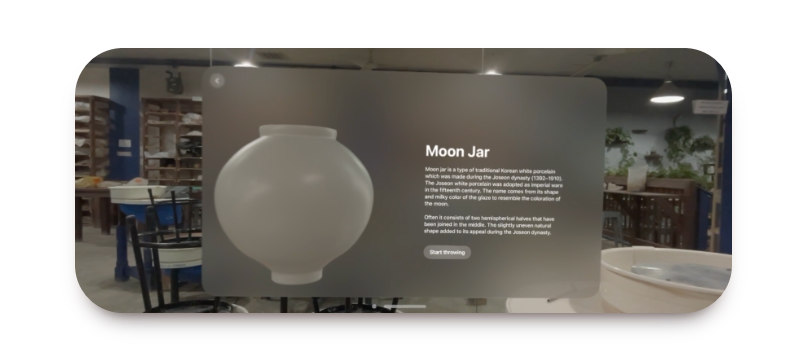 Moon Jar
Moon jar is a type of traditional Korean white porcelain
which was made during the Joseon dynasty (1392–1910).
The Joseon white porcelain was adopted as imperial ware
in the fifteenth century. The name comes from its shape
and milky color of the glaze to resemble the coloration of
the moon.
Often it consists of two hemispherical halves that have
been joined in the middle. The slightly uneven natural
shape added to its appeal during the Joseon dynasty.
Start throwing